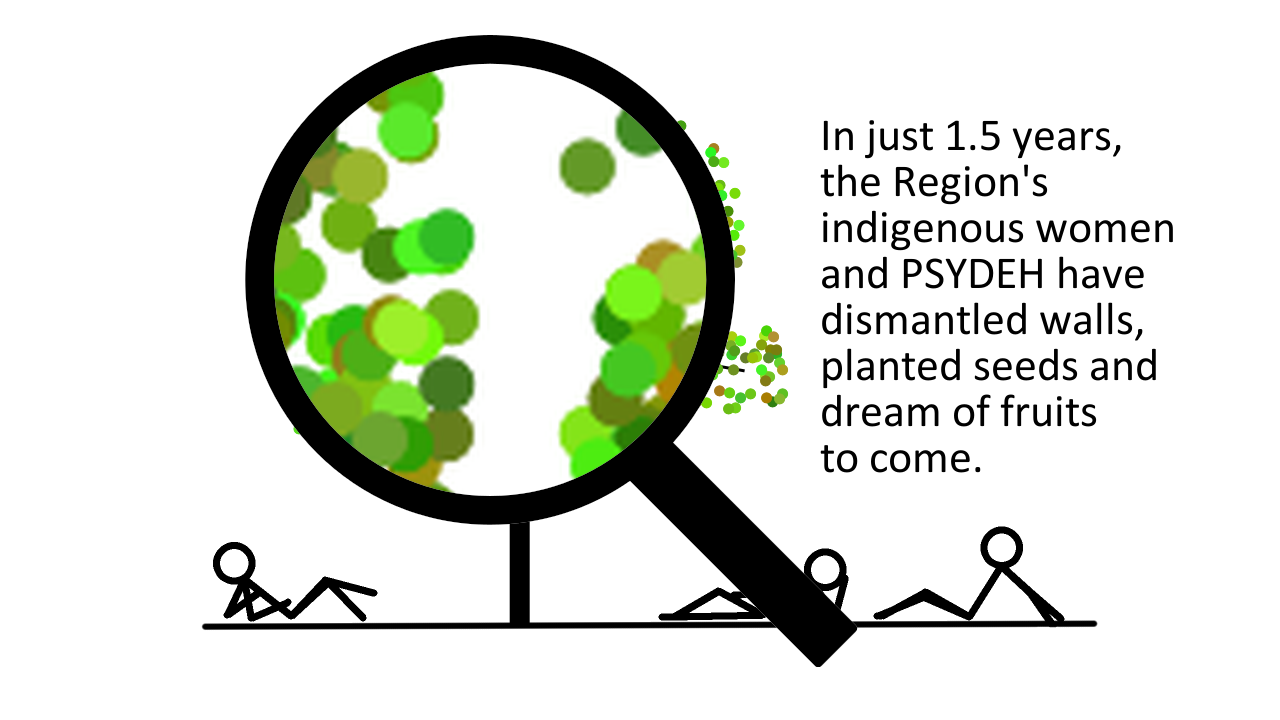 In just 1.5 years,
the Region's
indigenous women
and PSYDEH have
dismantled walls,
planted seeds and
dream of fruits
to come.